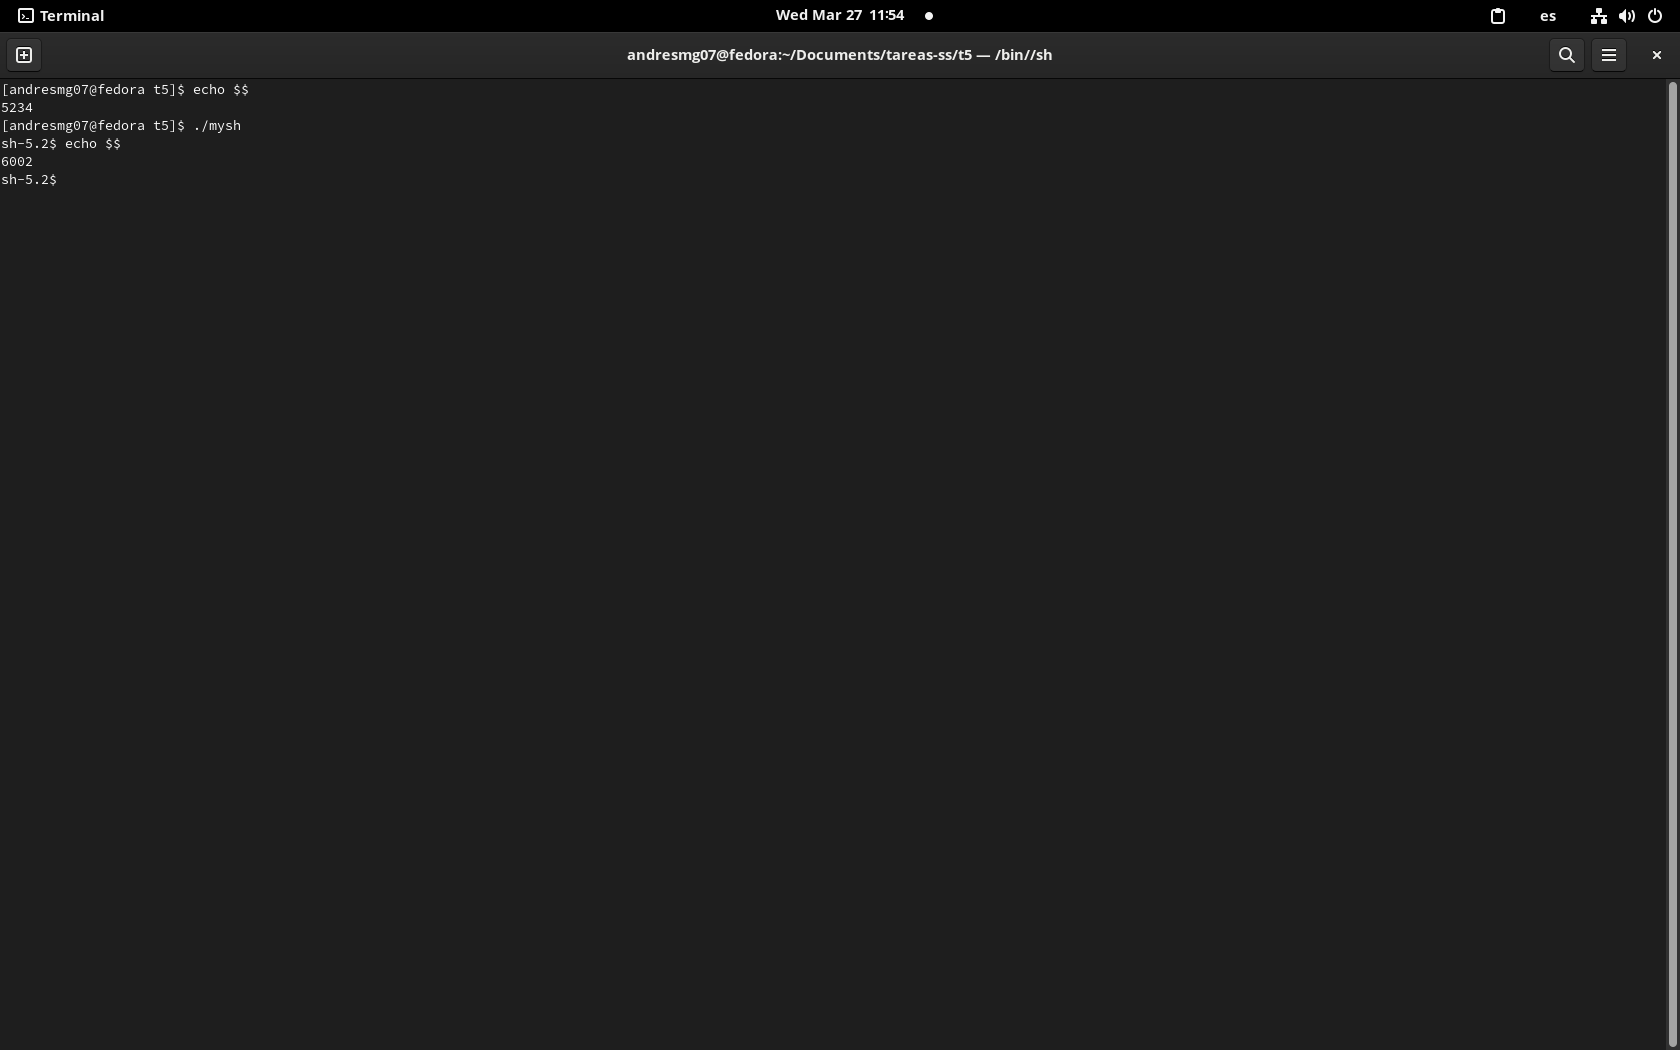 Terminal
Wed Mar 27 11:54
es
andresmg07@fedora:~/Documents/tareas-ss/t5 — /bin//sh
[andresmg07@fedora t5]$ echo $$
5234
[andresmg07@fedora t5]$ ./mysh
sh-5.2$ echo $$
6002
sh-5.2$